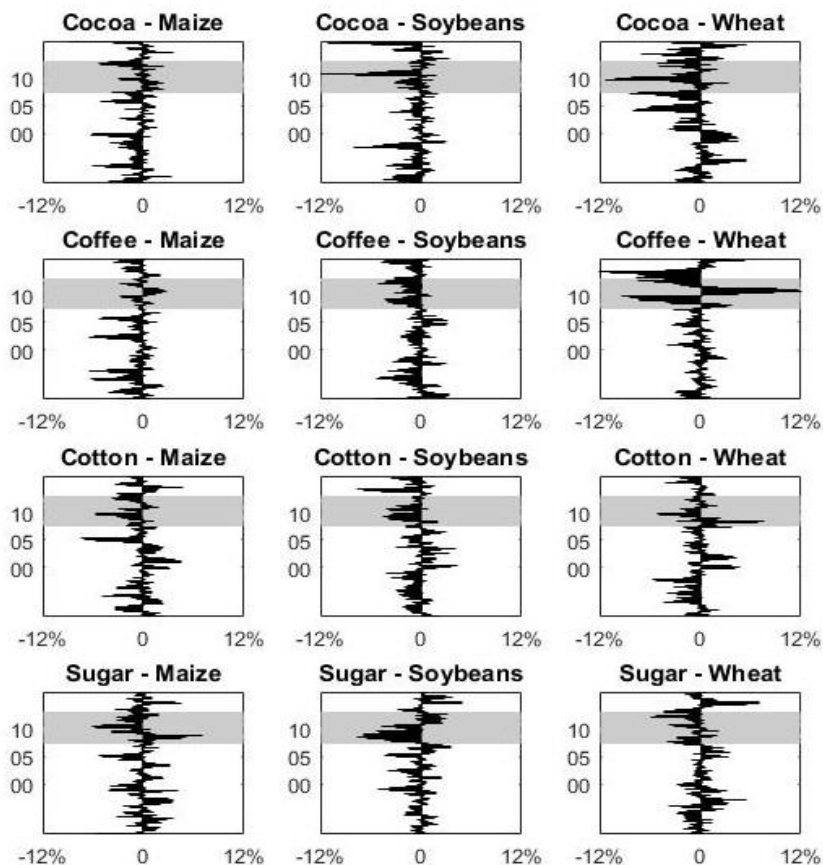 Cocoa - Maize Cocoa - Soybeans Cocoa - Wheat
10 10 10
05 05 05
00 00 00
-12% 0 12% -12% 0 12% -12% 0 12%
Coffee - Maize Coffee - Soybeans Coffee - Wheat
10 10 10
05 05 05
00 00 00
-12% 0 12% -12% 0 12% -12% 0 12%
Cotton - Maize Cotton - Soybeans Cotton - Wheat
10 10 10
05 05 05
00 00 00
-12% 0 12% -12% 0 12% -12% 0 12%
Sugar - Maize Sugar - Soybeans Sugar - Wheat
10 10 10
05 05 05
00 00 00
-12% 0 12% -12% 0 12% -12% 0 12%